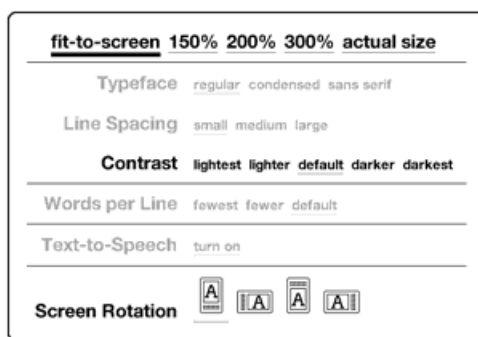 fit-to-screen 150% 200% 300% actual size
Typeface regular condensed sans serif
Line Spacing small medium large
Contrast lightest lighter default darker darkest
Words per Line fewest fewer default
Text-to-Speech turn on
Screen Rotation A A A A